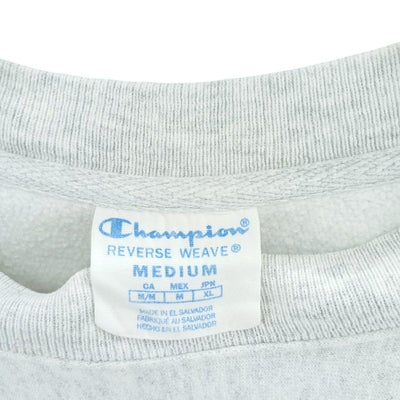 Champion®
REVERSE WEAVE®
MEDIUM
CA MEX JPN
M/M M XL
MADE IN EL SALVADOR
FABRIQUÉ AU SALVADOR
HECHO EN EL SALVADOR